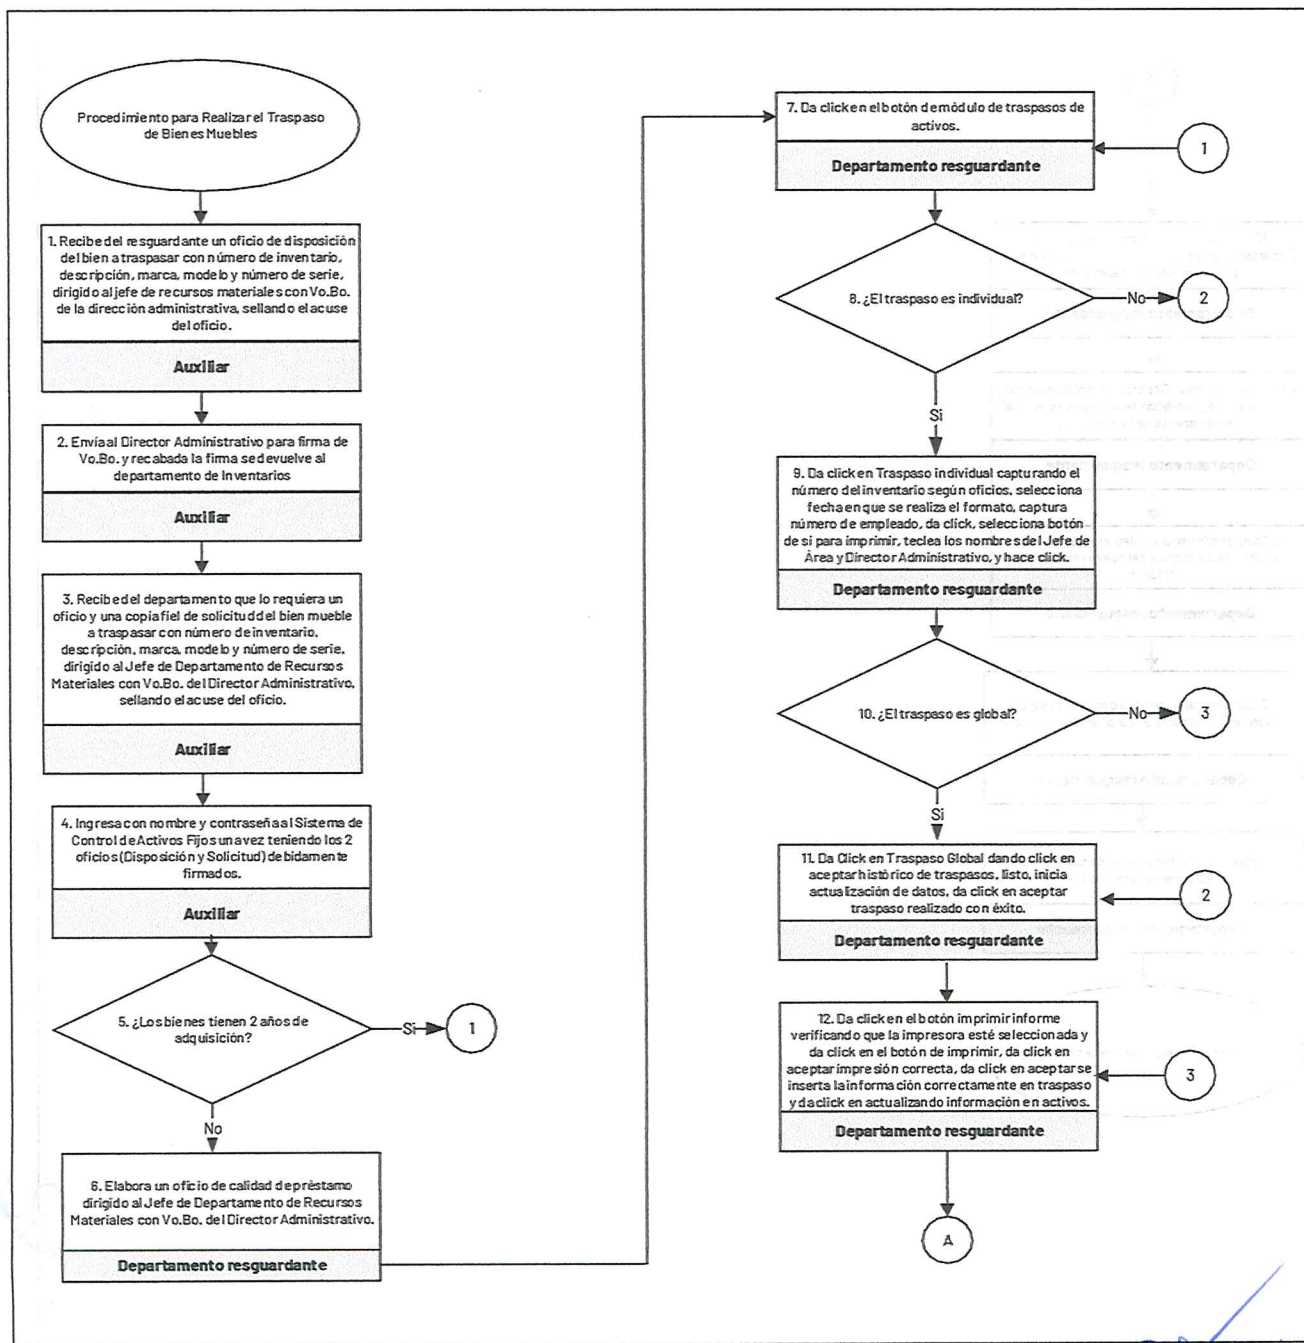 Procedimiento para Realizar el Traspaso
de Bienes Muebles
1. Recibe del resguardante un oficio de disposición
del bien a traspasar con número de inventario,
descripción, marca, modelo y número de serie,
dirigido al jefe de recursos materiales con Vo.Bo.
de la dirección administrativa, sellando el acuse
del oficio.
Auxiliar
2. Envía al Director Administrativo para firma de
Vo.Bo. y recabada la firma se devuelve al
departamento de Inventarios
Auxiliar
3. Recibe del departamento que lo requiera un
oficio y una copia fiel de solicitud del bien mueble
a traspasar con número de inventario,
descripción, marca, modelo y número de serie,
dirigido al Jefe de Departamento de Recursos
Materiales con Vo.Bo. del Director Administrativo,
sellando el acuse del oficio.
Auxiliar
4. Ingresa con nombre y contraseña al Sistema de
Control de Activos Fijos una vez teniendo los 2
oficios (Disposición y Solicitud) debidamente
firmados.
Auxiliar
5. ¿Los bienes tienen 2 años de
adquisición?
Si
1
No
6. Elabora un oficio de calidad de préstamo
dirigido al Jefe de Departamento de Recursos
Materiales con Vo.Bo. del Director Administrativo.
Departamento resguardante
7. Da click en el botón de módulo de traspasos de
activos.
Departamento resguardante
1
8. ¿El traspaso es individual?
No
2
Si
9. Da click en Traspaso individual capturando el
número del inventario según oficios, selecciona
fecha en que se realiza el formato, captura
número de empleado, da click, selecciona botón
de si para imprimir, teclea los nombres del Jefe de
Área y Director Administrativo, y hace click.
Departamento resguardante
10. ¿El traspaso es global?
No
3
Si
11. Da Click en Traspaso Global dando click en
aceptar histórico de traspasos, listo, inicia
actualización de datos, da click en aceptar
traspaso realizado con éxito.
Departamento resguardante
2
12. Da click en el botón imprimir informe
verificando que la impresora esté seleccionada y
da click en el botón de imprimir, da click en
aceptar impresión correcta, da click en aceptar se
inserta la información correctamente en traspaso
y da click en actualizando información en activos.
Departamento resguardante
3
A